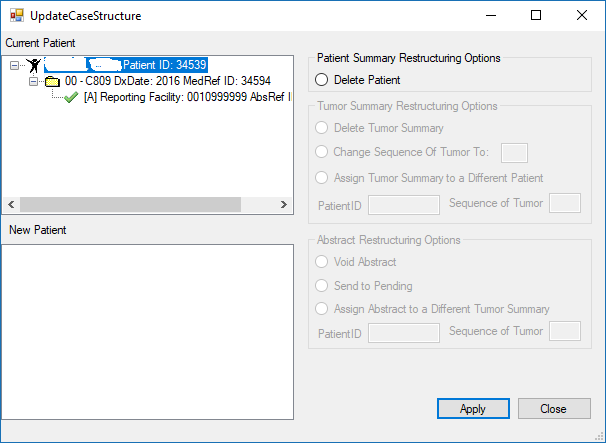 UpdateCaseStructure
Current Patient
Patient ID: 34539
00 - C809 DxDate: 2016 MedRef ID: 34594
[A] Reporting Facility: 0010999999 AbsRef I
New Patient
Patient Summary Restructuring Options
Delete Patient
Tumor Summary Restructuring Options
Delete Tumor Summary
Change Sequence Of Tumor To:
Assign Tumor Summary to a Different Patient
PatientID Sequence of Tumor
Abstract Restructuring Options
Void Abstract
Send to Pending
Assign Abstract to a Different Tumor Summary
PatientID Sequence of Tumor
Apply Close